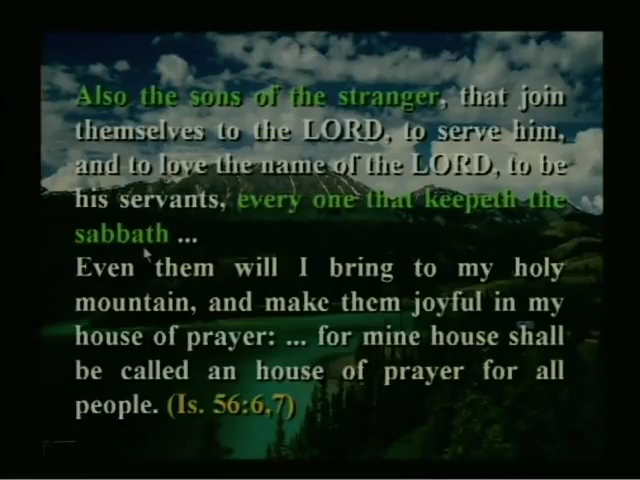 Also the sons of the stranger, that join
themselves to the LORD, to serve him,
and to love the name of the LORD, to be
his servants, every one that keepeth the
sabbath ...
Even them will I bring to my holy
mountain, and make them joyful in my
house of prayer: ... for mine house shall
be called an house of prayer for all
people. (Is. 56:6,7)